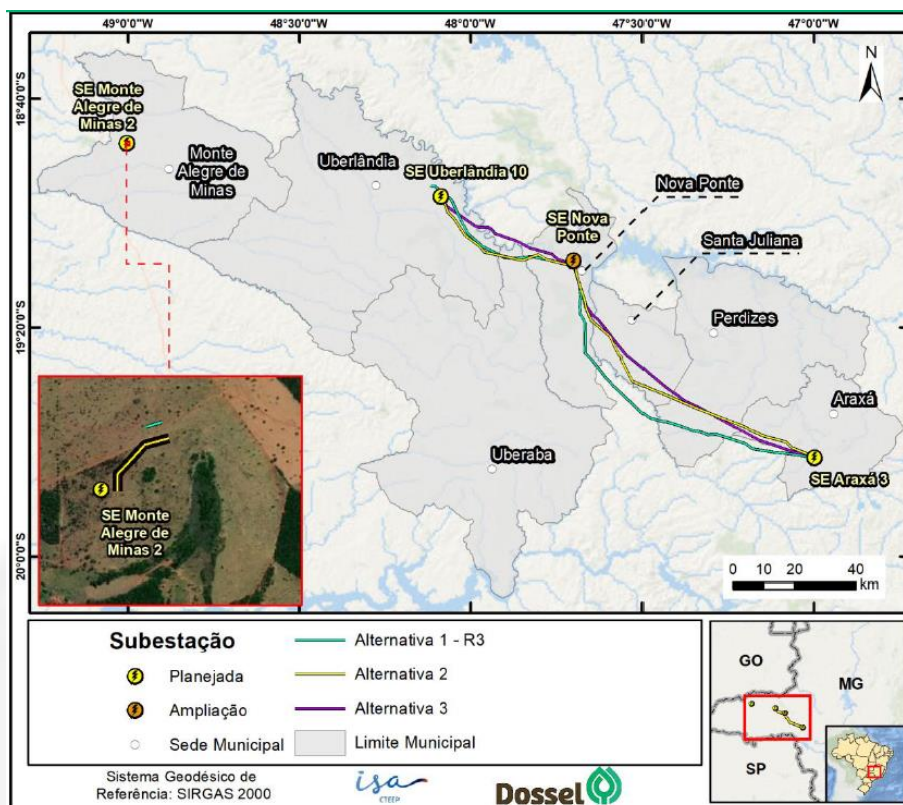 49°0'0"W
48°0'0"W
47°30'0"W
47°0'0"W
18°40'0"S
19°20'0"S
20°0'0"S
N
SE Monte
Alegre de
Minas 2
Monte
Alegre de
Minas
Uberlândia
SE Uberlândia 10
Nova Ponte
SE Nova
Ponte
Santa Juliana
Perdizes
Araxá
Uberaba
SE Araxá 3
SE Monte
Alegre de
Minas 2
0 20 40
km
Subestação
Planejada
Ampliação
Sede Municipal
Alternativa 1 - R3
Alternativa 2
Alternativa 3
Limite Municipal
GO
MG
SP
Sistema Geodésico de
Referência: SIRGAS 2000
isa
CTEEP
Dossel